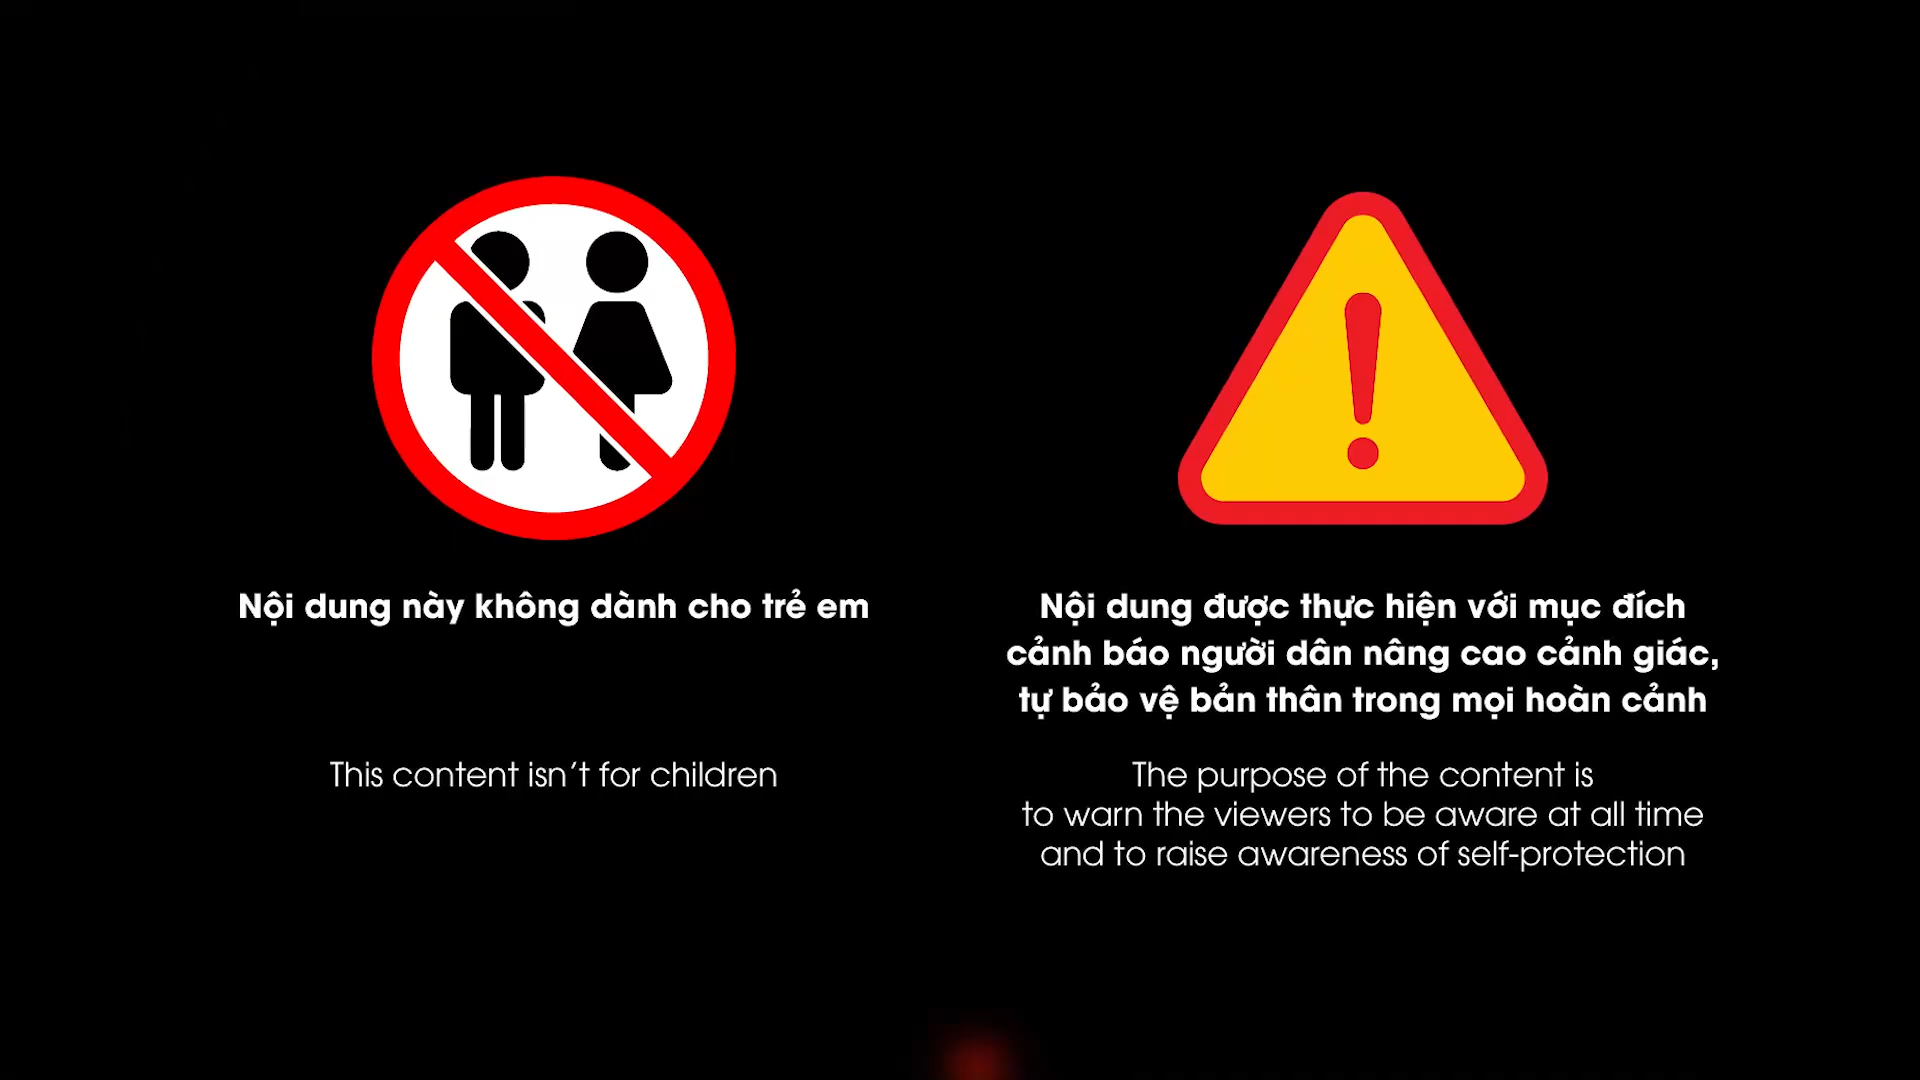 Nội dung này không dành cho trẻ em
This content isn't for children
Nội dung được thực hiện với mục đích
cảnh báo người dân nâng cao cảnh giác,
tự bảo vệ bản thân trong mọi hoàn cảnh
The purpose of the content is
to warn the viewers to be aware at all time
and to raise awareness of self-protection